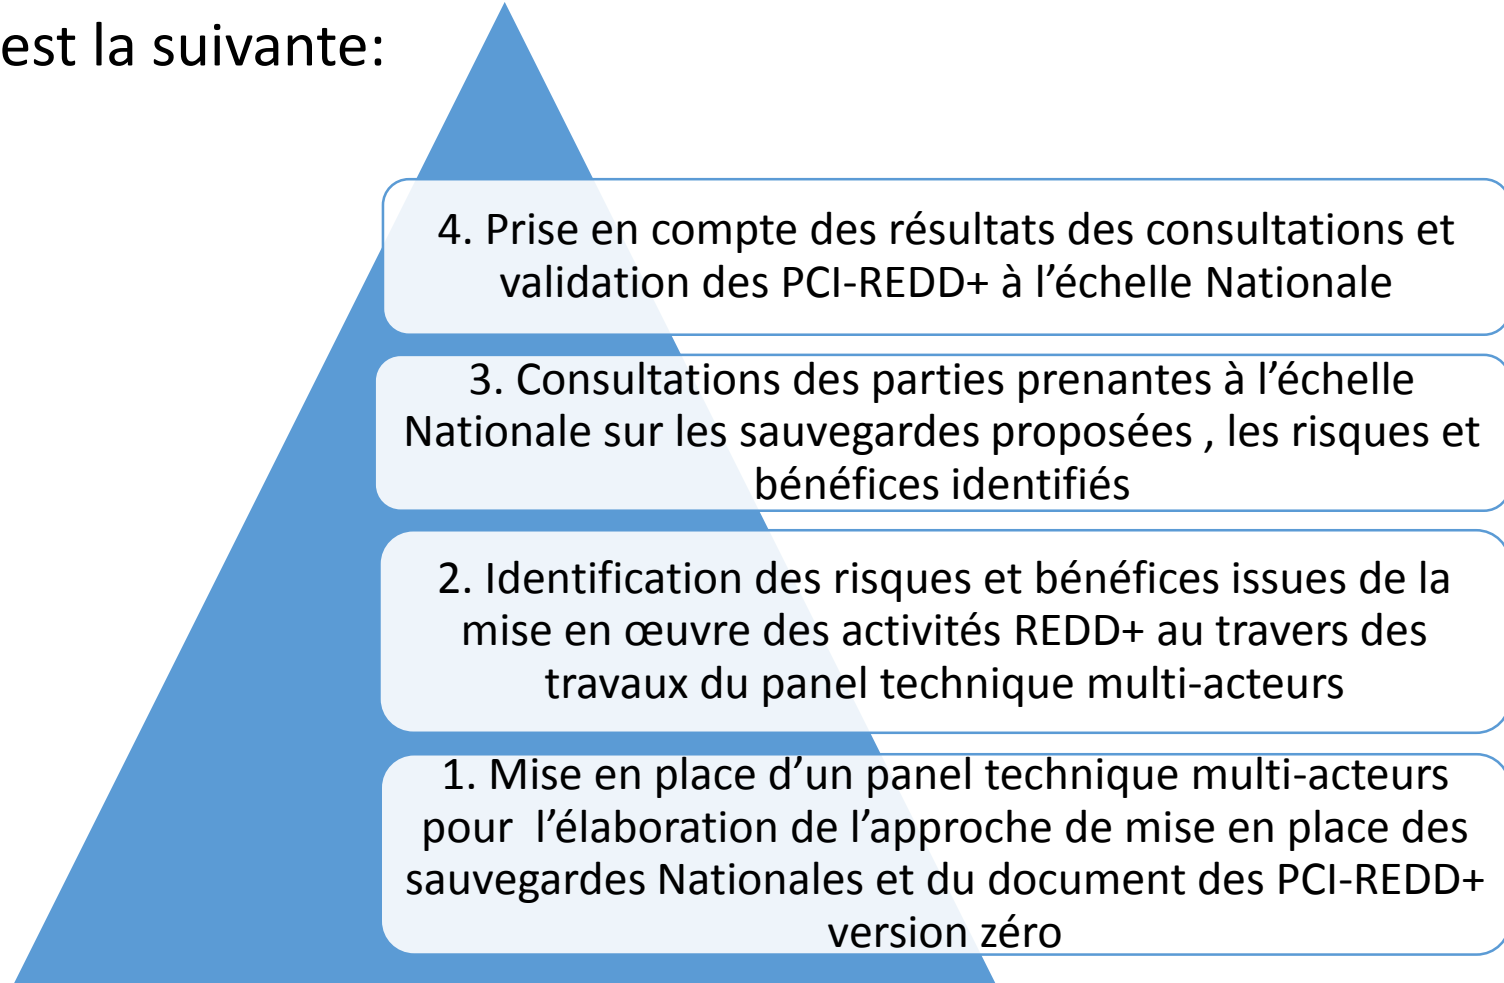 est la suivante:
4. Prise en compte des résultats des consultations et
validation des PCI-REDD+ à l’échelle Nationale
3. Consultations des parties prenantes à l’échelle
Nationale sur les sauvegardes proposées , les risques et
bénéfices identifiés
2. Identification des risques et bénéfices issues de la
mise en œuvre des activités REDD+ au travers des
travaux du panel technique multi-acteurs
1. Mise en place d’un panel technique multi-acteurs
pour  l’élaboration de l’approche de mise en place des
sauvegardes Nationales et du document des PCI-REDD+
version zéro